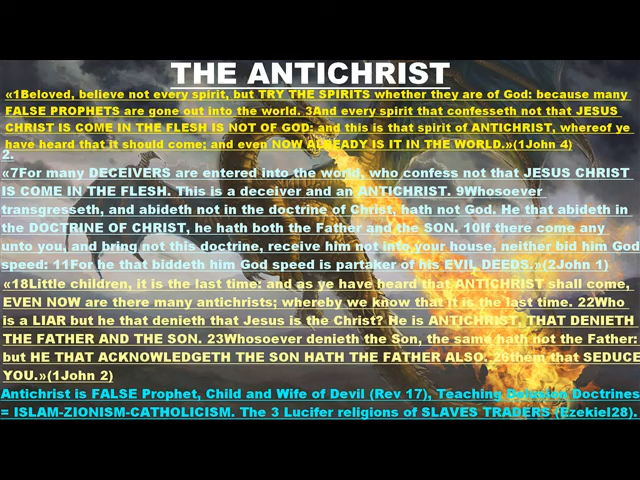 THE ANTICHRIST
«1Beloved, believe not every spirit, but TRY THE SPIRITS whether they are of God: because many
FALSE PROPHETS are gone out into the world. 3And every spirit that confesseth not that JESUS
CHRIST IS COME IN THE FLESH IS NOT OF GOD: and this is that spirit of ANTICHRIST, whereof ye
have heard that it should come; and even NOW ALREADY IS IT IN THE WORLD.»(1John 4)
2.
«7For many DECEIVERS are entered into the world, who confess not that JESUS CHRIST
IS COME IN THE FLESH. This is a deceiver and an ANTICHRIST. 9Whosoever
transgresseth, and abideth not in the doctrine of Christ, hath not God. He that abideth in
the DOCTRINE OF CHRIST, he hath both the Father and the SON. 10If there come any
unto you, and bring not this doctrine, receive him not into your house, neither bid him God
speed: 11For he that biddeth him God speed is partaker of his EVIL DEEDS.»(2John 1)
«18Little children, it is the last time: and as ye have heard that ANTICHRIST shall come,
EVEN NOW are there many antichrists; whereby we know that it is the last time. 22Who
is a LIAR but he that denieth that Jesus is the Christ? He is ANTICHRIST, THAT DENIETH
THE FATHER AND THE SON. 23Whosoever denieth the Son, the same hath not the Father:
but HE THAT ACKNOWLEDGETH THE SON HATH THE FATHER ALSO. 26them that SEDUCE
YOU.»(1John 2)
Antichrist is FALSE Prophet, Child and Wife of Devil (Rev 17), Teaching Delusion Doctrines
= ISLAM-ZIONISM-CATHOLICISM. The 3 Lucifer religions of SLAVES TRADERS (Ezekiel28).